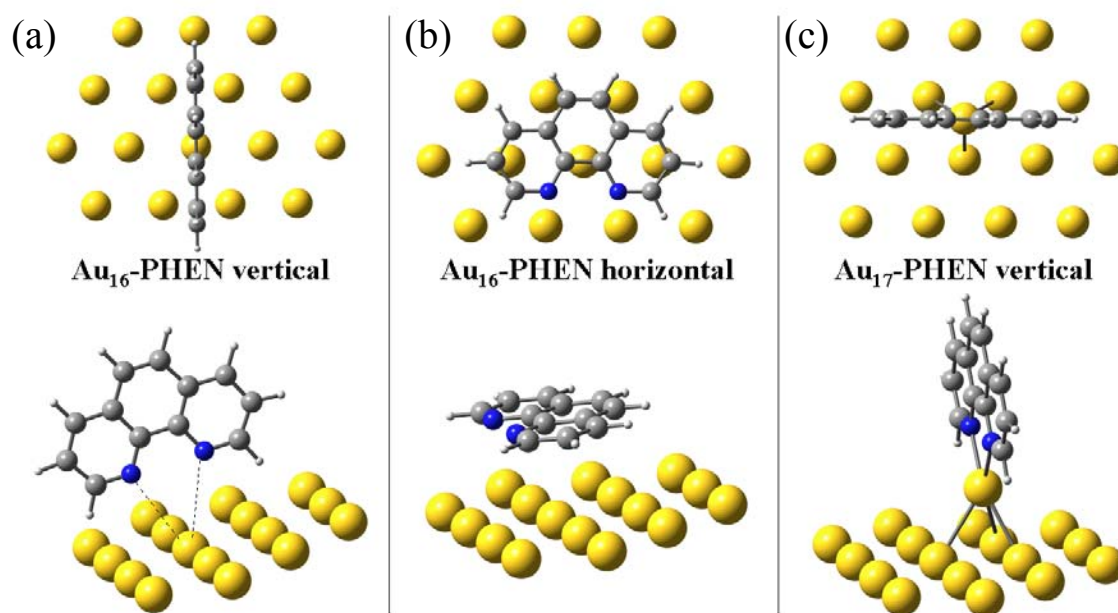 (a)
(b)
(c)
Au₁₆-PHEN vertical
Au₁₆-PHEN horizontal
Au₁₇-PHEN vertical